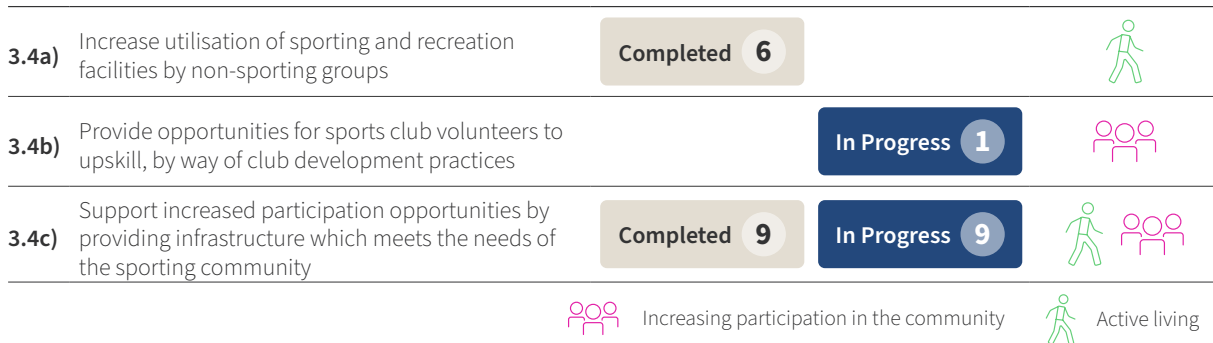 3.4a) Increase utilisation of sporting and recreation
facilities by non-sporting groups
Completed 6
3.4b) Provide opportunities for sports club volunteers to
upskill, by way of club development practices
In Progress 1
3.4c) Support increased participation opportunities by
providing infrastructure which meets the needs of
the sporting community
Completed 9 In Progress 9
Increasing participation in the community Active living